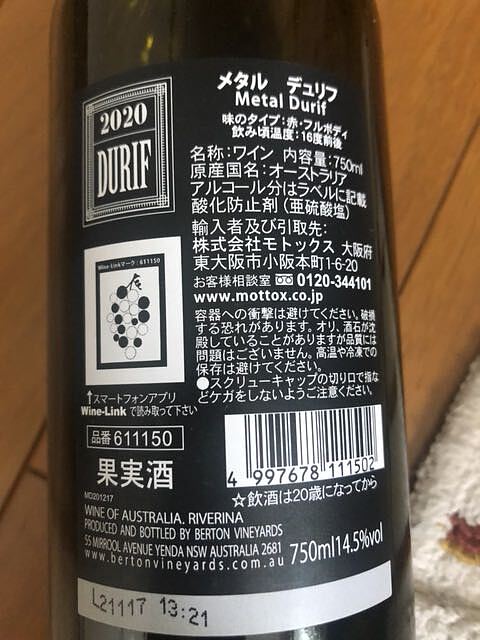 2020
DURIF
メタル デュリフ
Metal Durif
味のタイプ:赤・フルボディ
飲み頃温度:16度前後
名称:ワイン 内容量:750ml
原産国名:オーストラリア
アルコール分はラベルに記載
酸化防止剤(亜硫酸塩)
輸入者及び引取先:
株式会社モトックス 大阪府
東大阪市小阪本町1-6-20
お客様相談室 0120-344101
www.mottox.co.jp
容器への衝撃は避けてください。破損
する恐れがあります。オリ、酒石が沈
殿していることがありますが品質には
問題はございません。高温や冷凍での
保存は避けてください。
●スクリューキャップの切り口で指な
どケガをしないようご注意ください。
Wine-Linkマーク:611150
↑スマートフォンアプリ
Wine-Link で読み取って下さい
品番 611150
果実酒
4 997678 111502
☆飲酒は20歳になってから
MO201217
WINE OF AUSTRALIA. RIVERINA
PRODUCED AND BOTTLED BY BERTON VINEYARDS
55 MIRROOL AVENUE YENDA NSW AUSTRALIA 2681
www.bertonvineyards.com.au
750ml 14.5%vol
L21117 13:21